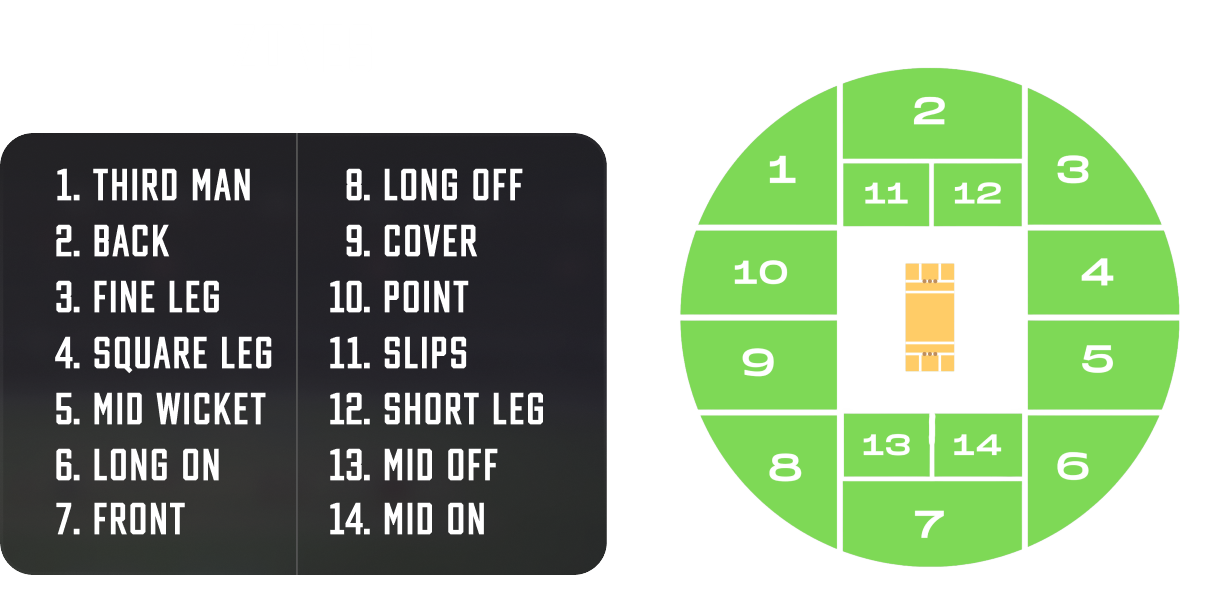 1. THIRD MAN
2. BACK
3. FINE LEG
4. SQUARE LEG
5. MID WICKET
6. LONG ON
7. FRONT
8. LONG OFF
9. COVER
10. POINT
11. SLIPS
12. SHORT LEG
13. MID OFF
14. MID ON
2
1
3
11
12
10
4
9
5
13
14
8
6
7